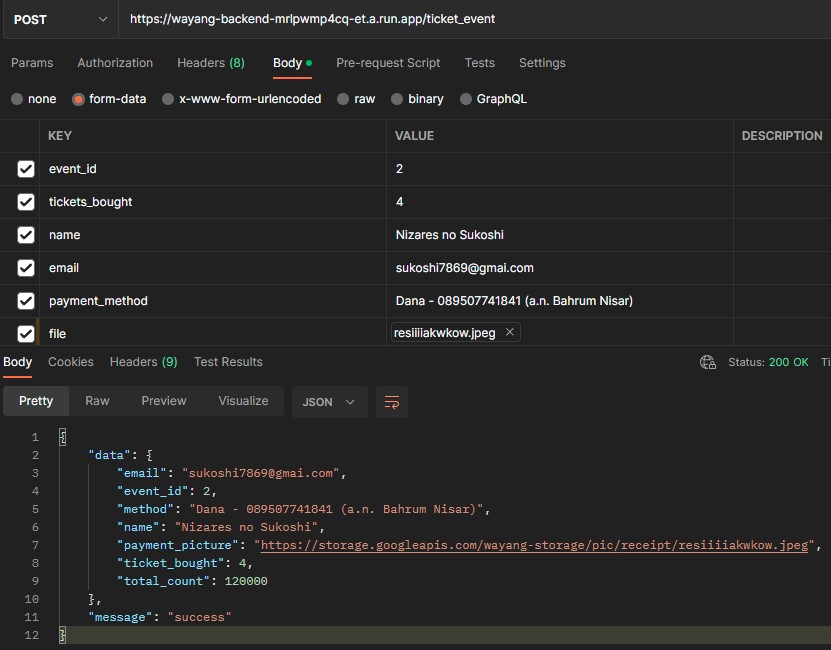 POST https://wayang-backend-mrlpwmp4cq-et.a.run.app/ticket_event
Params Authorization Headers (8) Body Pre-request Script Tests Settings
none form-data x-www-form-urlencoded raw binary GraphQL
KEY VALUE DESCRIPTION
event_id 2
tickets_bought 4
name Nizares no Sukoshi
email sukoshi7869@gmai.com
payment_method Dana - 089507741841 (a.n. Bahrum Nisar)
file resiiiiakwkow.jpeg
Body Cookies Headers (9) Test Results Status: 200 OK Ti
Pretty Raw Preview Visualize JSON
1 {
2 "data": {
3 "email": "sukoshi7869@gmai.com",
4 "event_id": 2,
5 "method": "Dana - 089507741841 (a.n. Bahrum Nisar)",
6 "name": "Nizares no Sukoshi",
7 "payment_picture": "https://storage.googleapis.com/wayang-storage/pic/receipt/resiiiiakwkow.jpeg",
8 "ticket_bought": 4,
9 "total_count": 120000
10 },
11 "message": "success"
12 }